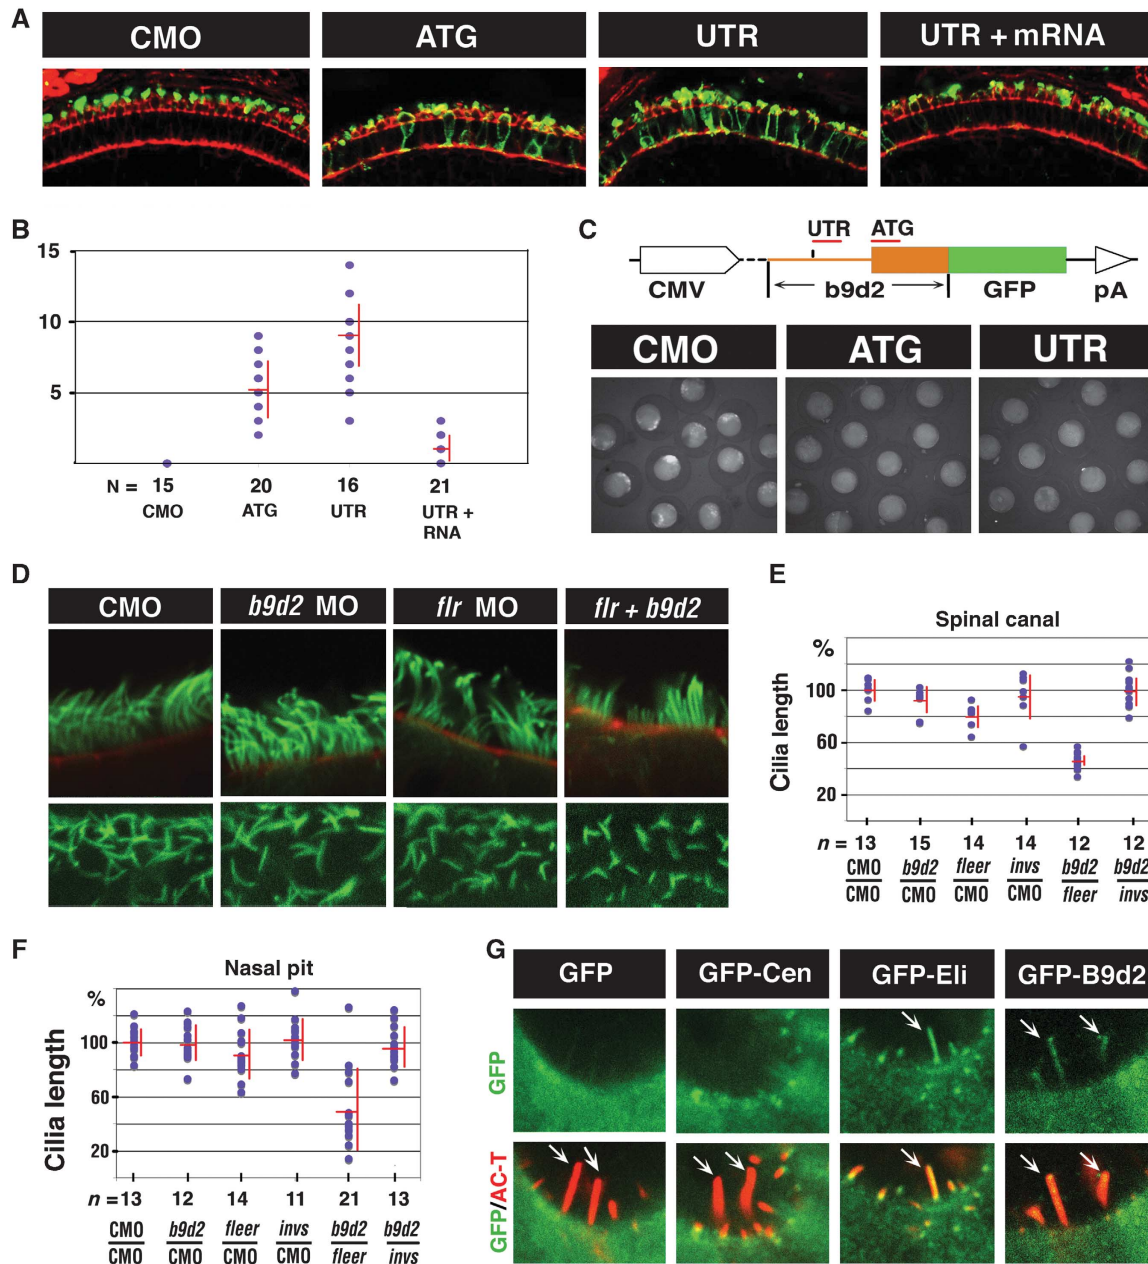 A
CMO
ATG
UTR
UTR + mRNA
B
15
10
5
N = 15 20 16 21
CMO ATG UTR UTR +
RNA
C
UTR ATG
CMV b9d2 GFP pA
CMO ATG UTR
D
CMO
b9d2 MO
flr MO
flr + b9d2
E
Spinal canal
%
Cilia length
100
60
20
n = 13 15 14 14 12 12
CMO b9d2 fleer invs b9d2 b9d2
CMO CMO CMO CMO fleer invs
F
Nasal pit
%
Cilia length
100
60
20
n = 13 12 14 11 21 13
CMO b9d2 fleer invs b9d2 b9d2
CMO CMO CMO CMO fleer invs
G
GFP
GFP-Cen
GFP-Eli
GFP-B9d2
GFP
GFP/AC-T